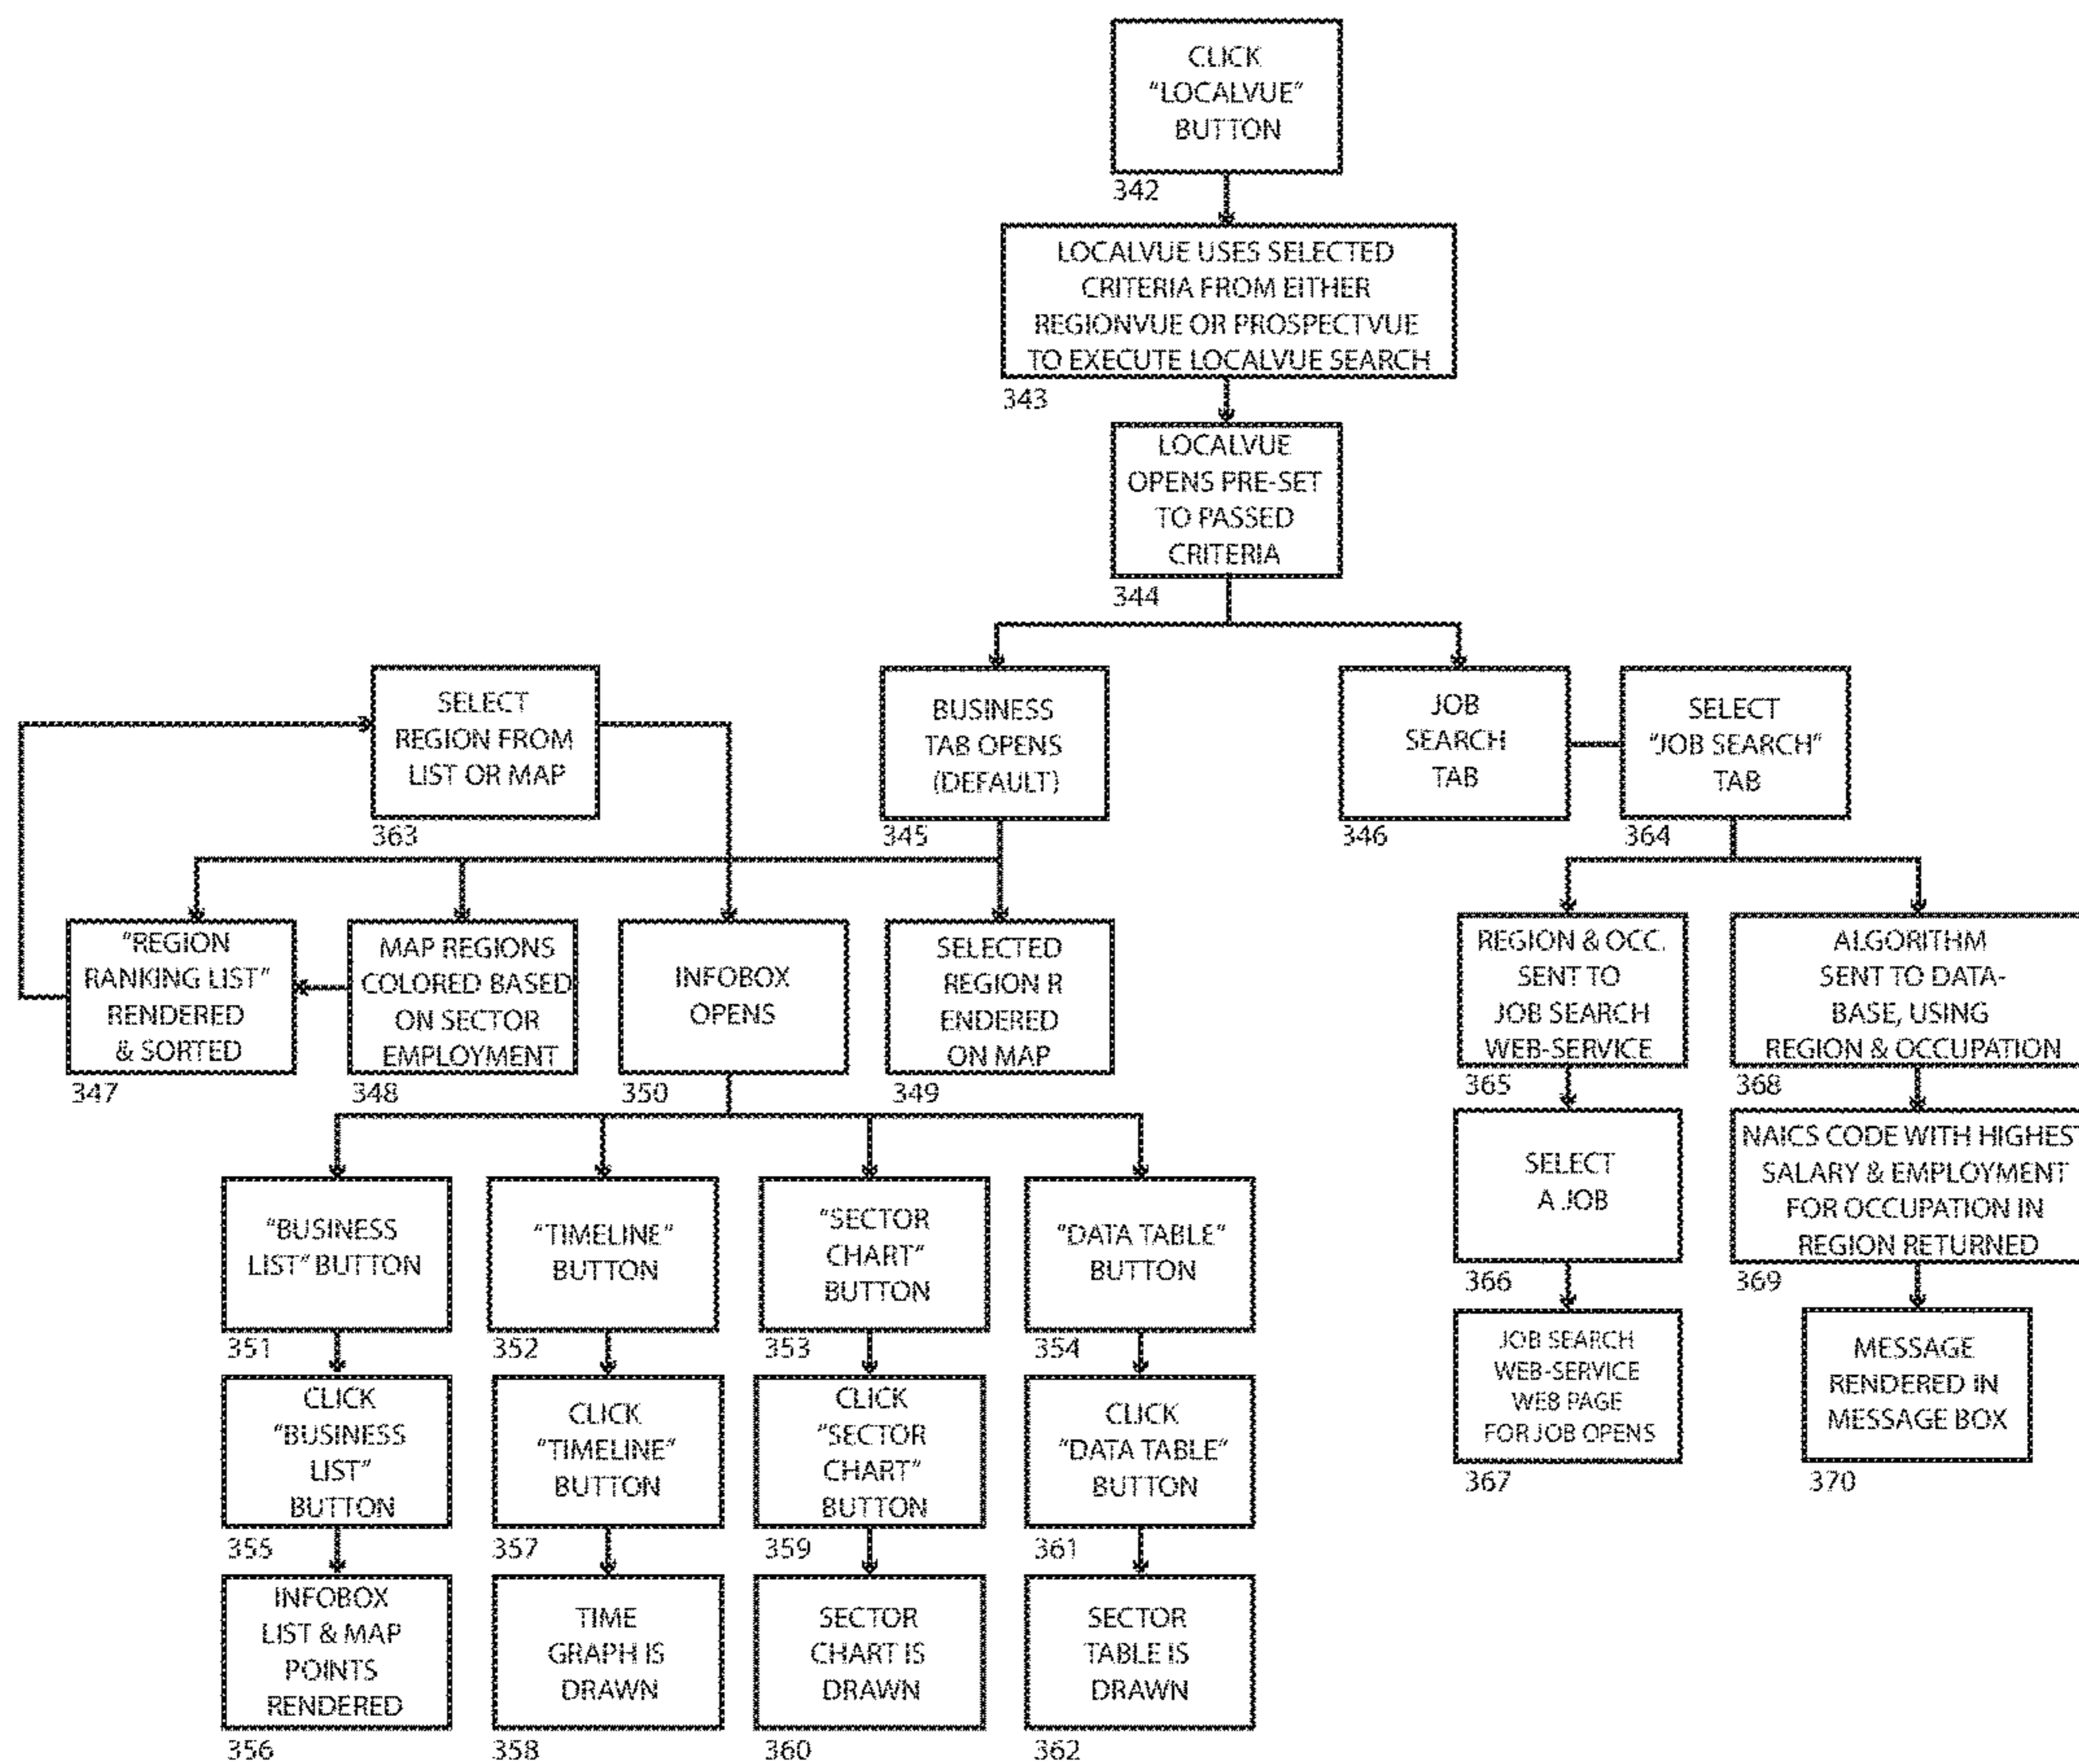 CLICK
"LOCALVUE"
BUTTON
342
LOCALVUE USES SELECTED
CRITERIA FROM EITHER
REGIONVUE OR PROSPECTVUE
TO EXECUTE LOCALVUE SEARCH
343
LOCALVUE
OPENS PRE-SET
TO PASSED
CRITERIA
344
SELECT
REGION FROM
LIST OR MAP
363
BUSINESS
TAB OPENS
(DEFAULT)
345
JOB
SEARCH
TAB
346
SELECT
"JOB SEARCH"
TAB
364
"REGION
RANKING LIST"
RENDERED
& SORTED
347
MAP REGIONS
COLORED BASED
ON SECTOR
EMPLOYMENT
348
INFOBOX
OPENS
350
SELECTED
REGION R
ENDERED
ON MAP
349
REGION & OCC.
SENT TO
JOB SEARCH
WEB-SERVICE
365
ALGORITHM
SENT TO DATA-
BASE, USING
REGION & OCCUPATION
368
SELECT
A JOB
366
NAICS CODE WITH HIGHEST
SALARY & EMPLOYMENT
FOR OCCUPATION IN
REGION RETURNED
369
"BUSINESS
LIST" BUTTON
351
"TIMELINE"
BUTTON
352
"SECTOR
CHART"
BUTTON
353
"DATA TABLE"
BUTTON
354
JOB SEARCH
WEB-SERVICE
WEB PAGE
FOR JOB OPENS
367
MESSAGE
RENDERED IN
MESSAGE BOX
370
CLICK
"BUSINESS
LIST"
BUTTON
355
CLICK
"TIMELINE"
BUTTON
357
CLICK
"SECTOR
CHART"
BUTTON
359
CLICK
"DATA TABLE"
BUTTON
361
INFOBOX
LIST & MAP
POINTS
RENDERED
356
TIME
GRAPH IS
DRAWN
358
SECTOR
CHART IS
DRAWN
360
SECTOR
TABLE IS
DRAWN
362